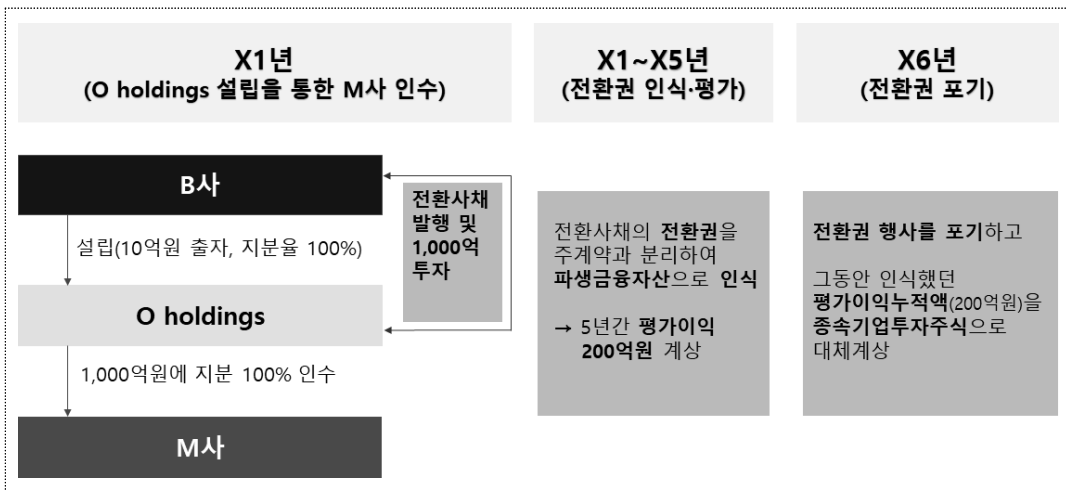 X1년
(O holdings 설립을 통한 M사 인수)
X1~X5년
(전환권 인식·평가)
X6년
(전환권 포기)
B사
설립(10억원 출자, 지분율 100%)
O holdings
1,000억원에 지분 100% 인수
M사
전환사채
발행 및
1,000억
투자
전환사채의 전환권을
주계약과 분리하여
파생금융자산으로 인식
→ 5년간 평가이익
200억원 계상
전환권 행사를 포기하고
그동안 인식했던
평가이익누적액(200억원)을
종속기업투자주식으로
대체계상